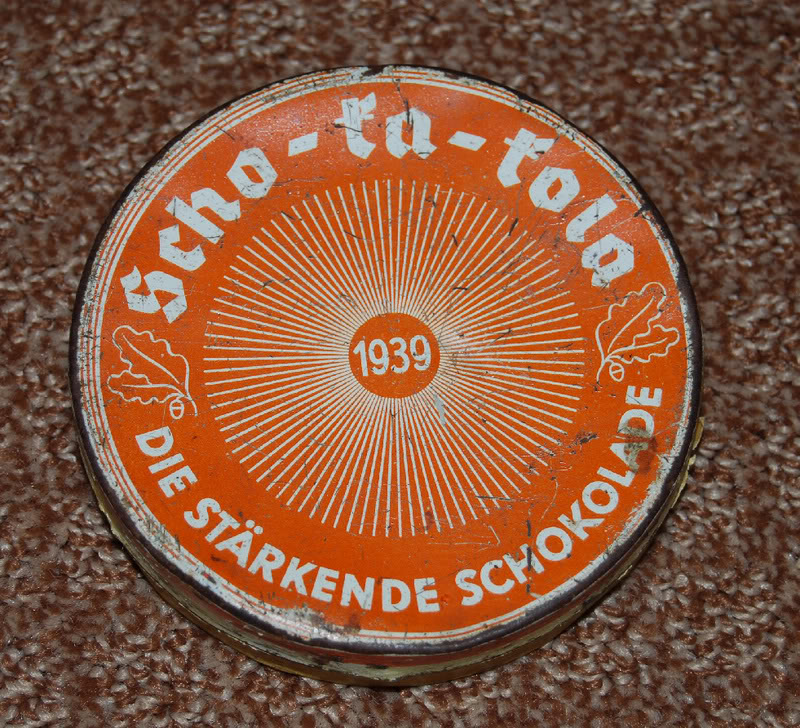 Scho-ka-kola
1939
DIE STÄRKENDE SCHOKOLADE